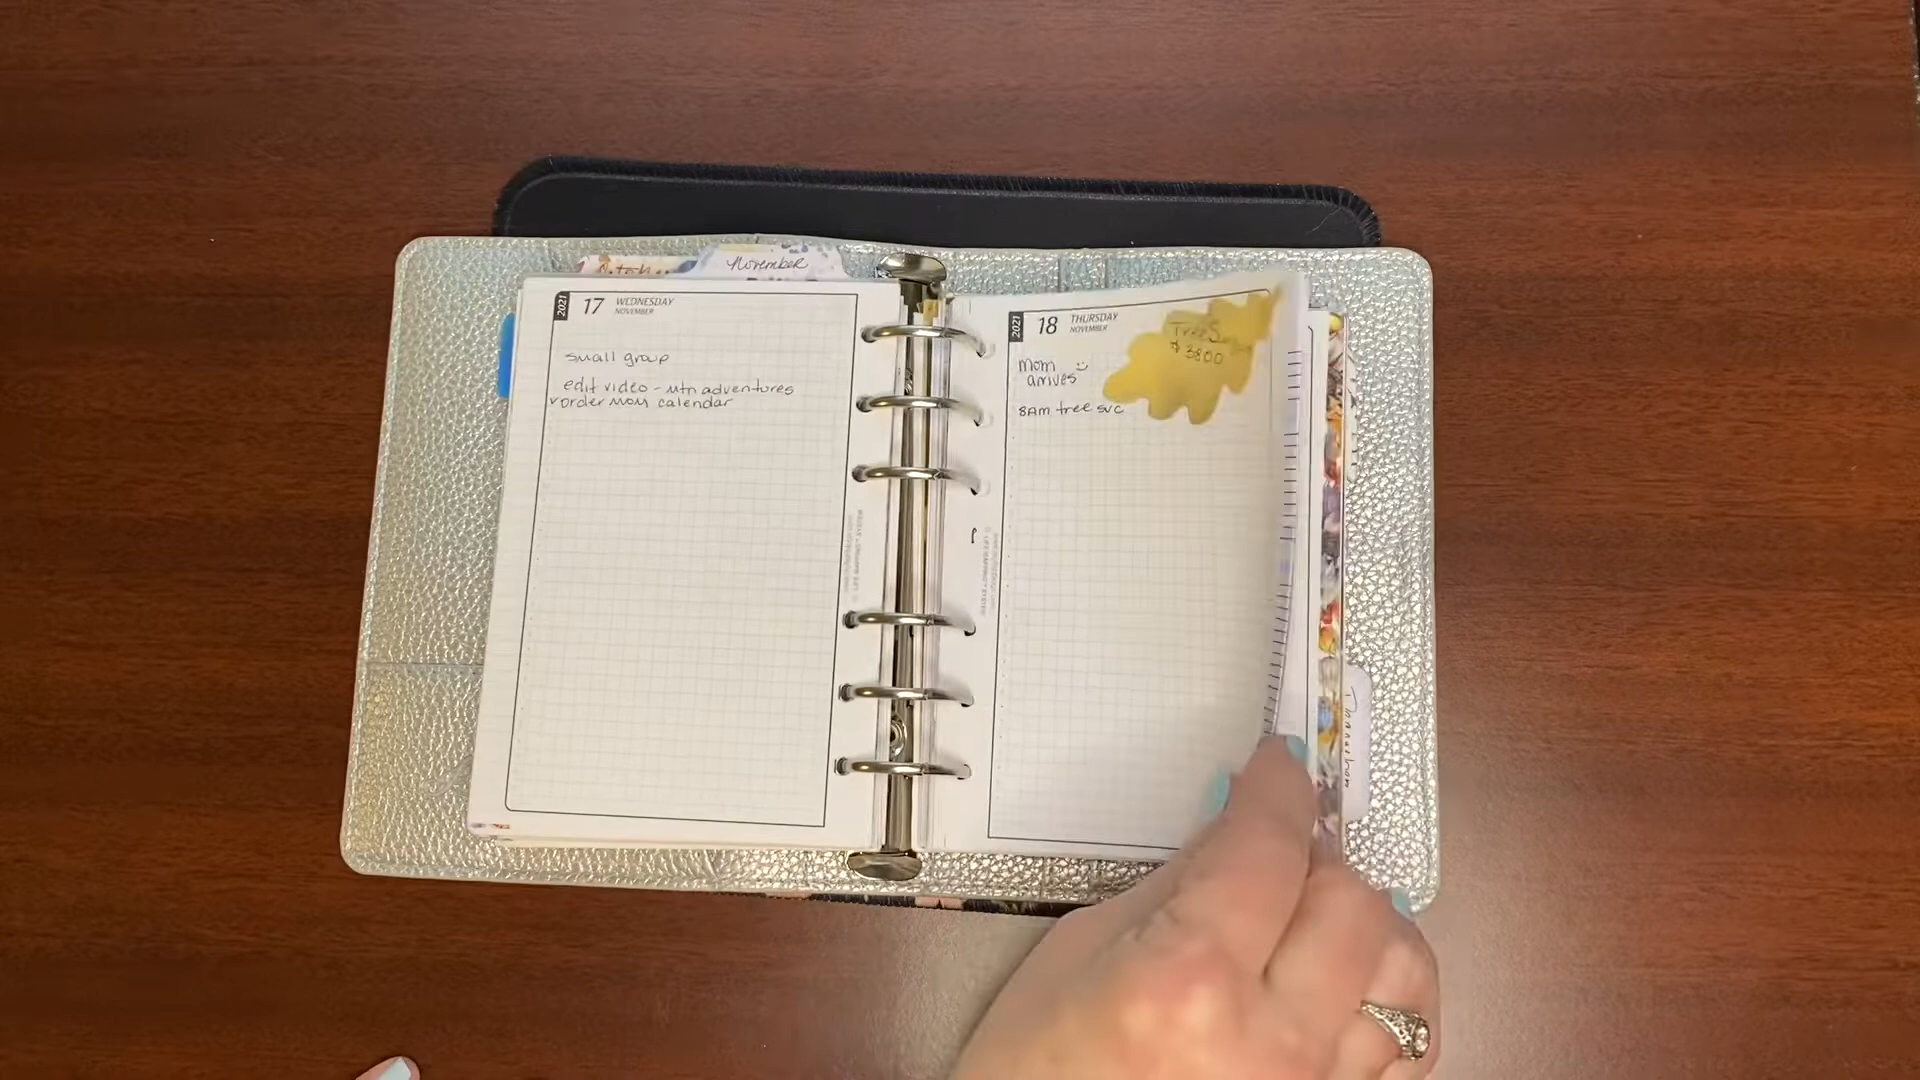 November
2021
17
WEDNESDAY
NOVEMBER
small group
edit video - mtn adventures
✓order mom calendar
2021
18
THURSDAY
NOVEMBER
Tree
$3800
Mom :)
arrives
8AM tree svc